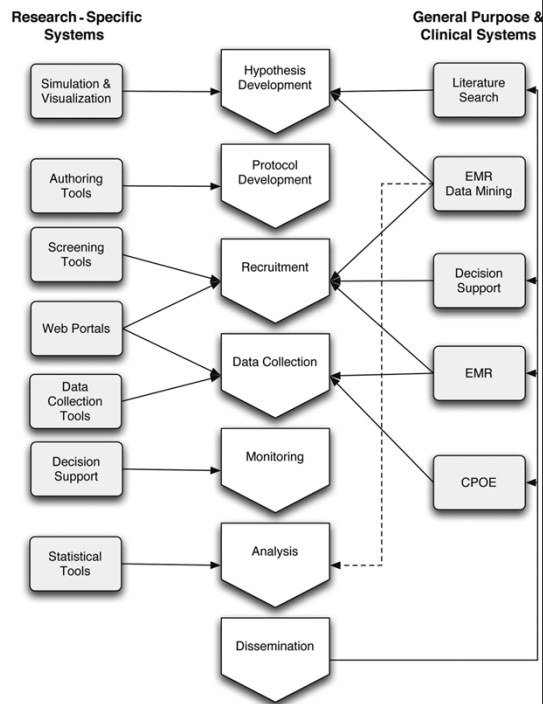 Research - Specific
Systems
General Purpose &
Clinical Systems
Simulation &
Visualization
Hypothesis
Development
Literature
Search
Authoring
Tools
Protocol
Development
EMR
Data Mining
Screening
Tools
Recruitment
Decision
Support
Web Portals
Data Collection
EMR
Data
Collection
Tools
Decision
Support
Monitoring
CPOE
Statistical
Tools
Analysis
Dissemination